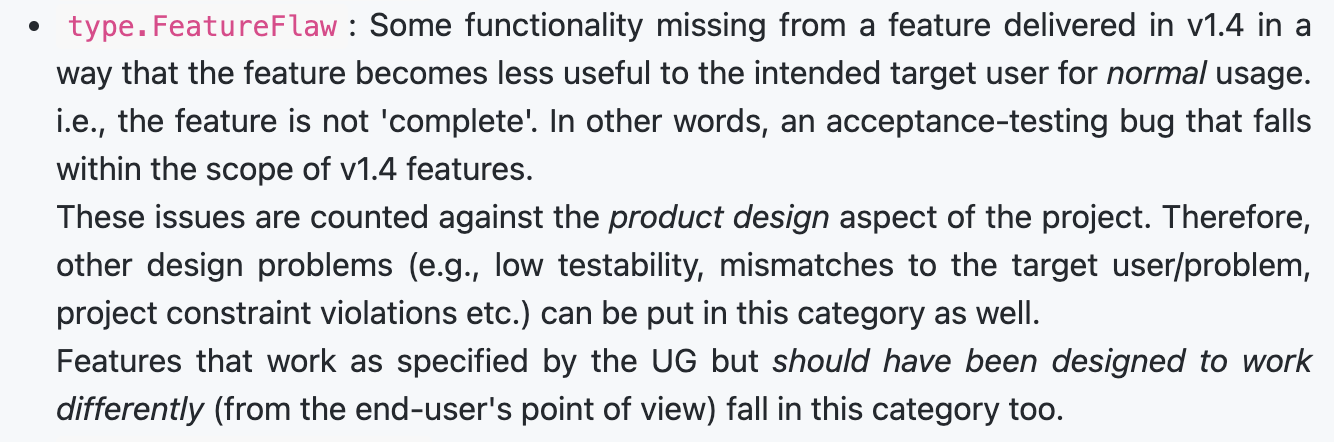 • type.FeatureFlaw : Some functionality missing from a feature delivered in v1.4 in a
way that the feature becomes less useful to the intended target user for normal usage.
i.e., the feature is not 'complete'. In other words, an acceptance-testing bug that falls
within the scope of v1.4 features.
These issues are counted against the product design aspect of the project. Therefore,
other design problems (e.g., low testability, mismatches to the target user/problem,
project constraint violations etc.) can be put in this category as well.
Features that work as specified by the UG but should have been designed to work
differently (from the end-user's point of view) fall in this category too.